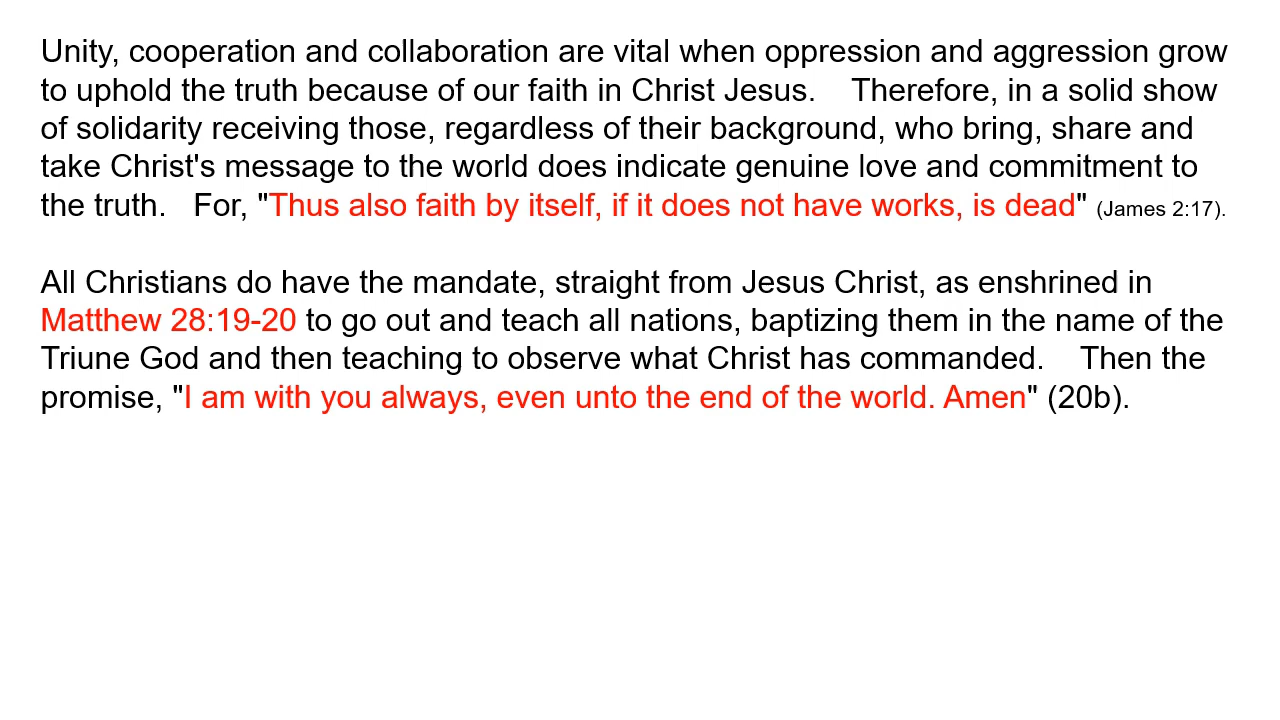 Unity, cooperation and collaboration are vital when oppression and aggression grow
to uphold the truth because of our faith in Christ Jesus.    Therefore, in a solid show
of solidarity receiving those, regardless of their background, who bring, share and
take Christ's message to the world does indicate genuine love and commitment to
the truth.   For, "Thus also faith by itself, if it does not have works, is dead" (James 2:17).
All Christians do have the mandate, straight from Jesus Christ, as enshrined in
Matthew 28:19-20 to go out and teach all nations, baptizing them in the name of the
Triune God and then teaching to observe what Christ has commanded.    Then the
promise, "I am with you always, even unto the end of the world. Amen" (20b).